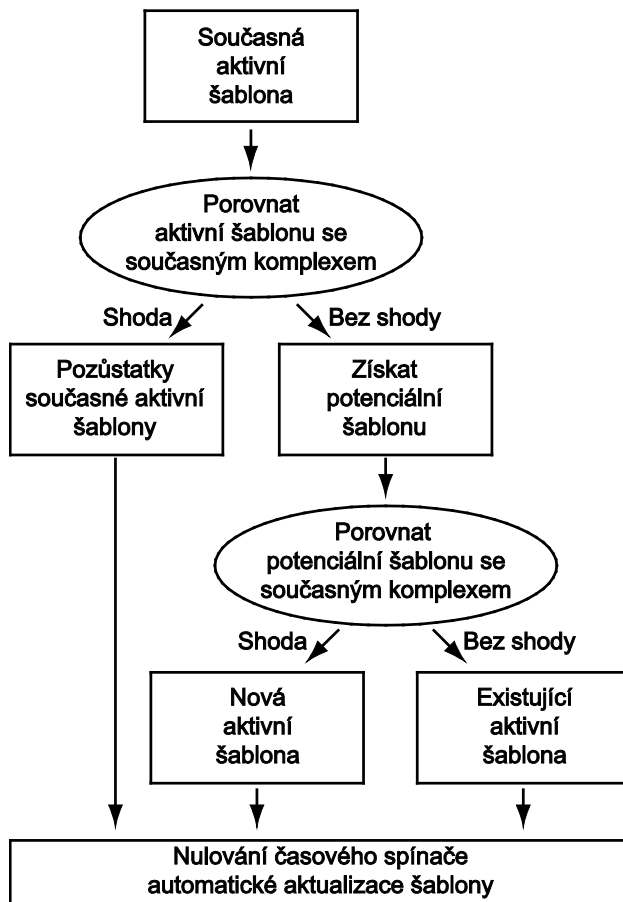 Současná
aktivní
šablona
Porovnat
aktivní šablonu se
současným komplexem
Shoda
Bez shody
Pozůstatky
současné aktivní
šablony
Získat
potenciální
šablonu
Porovnat
potenciální šablonu se
současným komplexem
Shoda
Bez shody
Nová
aktivní
šablona
Existující
aktivní
šablona
Nulování časového spínače
automatické aktualizace šablony